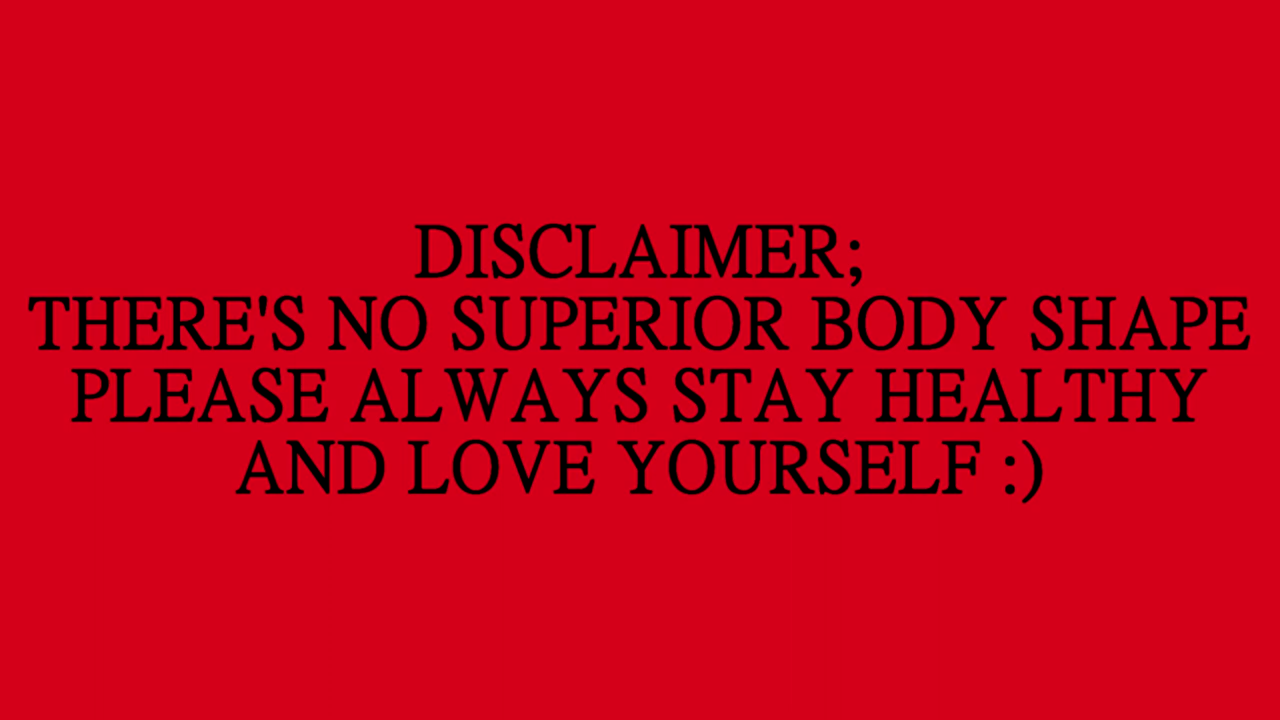 DISCLAIMER;
THERE'S NO SUPERIOR BODY SHAPE
PLEASE ALWAYS STAY HEALTHY
AND LOVE YOURSELF :)